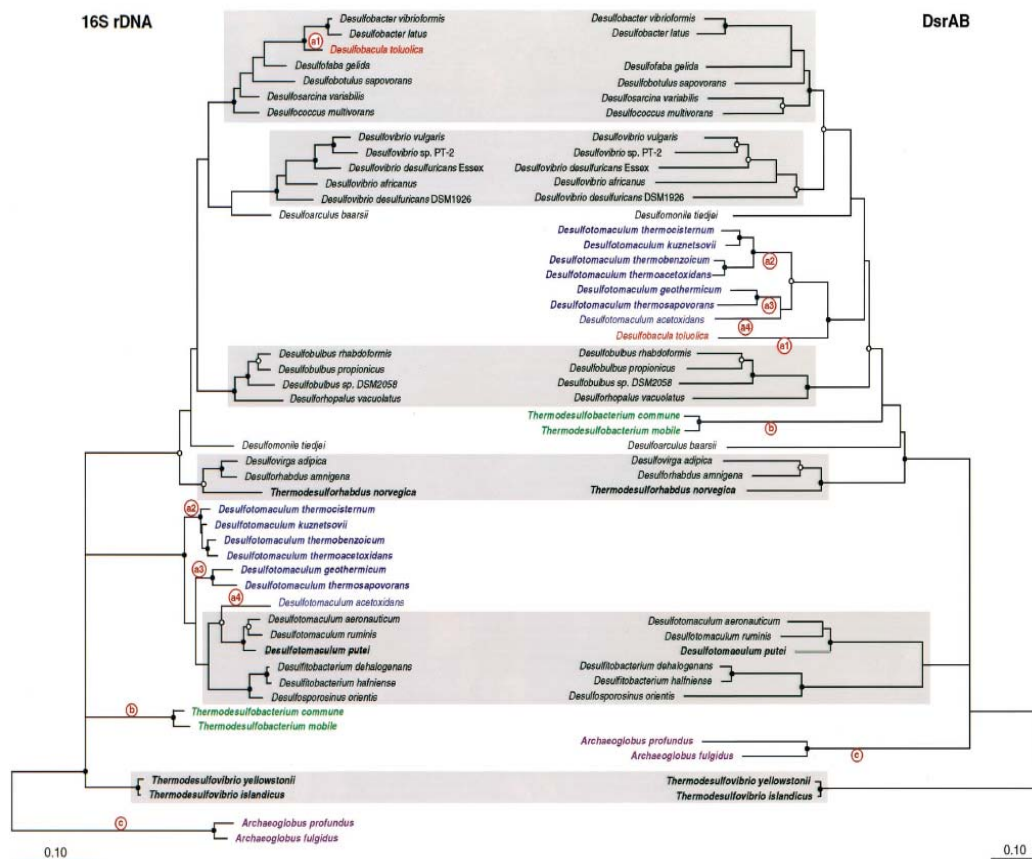 16S rDNA
DsrAB
Desulfobacter vibrioformis
Desulfobacter latus
a1
Desulfobacula toluolica
Desulfofaba gelida
Desulfobotulus sapovorans
Desulfosarcina variabilis
Desulfococcus multivorans
Desulfovibrio vulgaris
Desulfovibrio sp. PT-2
Desulfovibrio desulfuricans Essex
Desulfovibrio africanus
Desulfovibrio desulfuricans DSM1926
Desulfoarculus baarsii
Desulfobulbus rhabdoformis
Desulfobulbus propionicus
Desulfobulbus sp. DSM2058
Desulforhopalus vacuolatus
Desulfomonile tiedjei
Desulfovirga adipica
Desulforhabdus amnigena
Thermodesulforhabdus norvegica
a2
Desulfotomaculum thermocisternum
Desulfotomaculum kuznetsovii
Desulfotomaculum thermobenzoicum
Desulfotomaculum thermoacetoxidans
a3
Desulfotomaculum geothermicum
Desulfotomaculum thermosapovorans
a4
Desulfotomaculum acetoxidans
Desulfotomaculum aeronauticum
Desulfotomaculum ruminis
Desulfotomaculum putei
Desulfitobacterium dehalogenans
Desulfitobacterium hafniense
Desulfosporosinus orientis
b
Thermodesulfobacterium commune
Thermodesulfobacterium mobile
Thermodesulfovibrio yellowstonii
Thermodesulfovibrio islandicus
c
Archaeoglobus profundus
Archaeoglobus fulgidus
0.10
Desulfobacter vibrioformis
Desulfobacter latus
Desulfofaba gelida
Desulfobotulus sapovorans
Desulfosarcina variabilis
Desulfococcus multivorans
Desulfovibrio vulgaris
Desulfovibrio sp. PT-2
Desulfovibrio desulfuricans Essex
Desulfovibrio africanus
Desulfovibrio desulfuricans DSM1926
Desulfomonile tiedjei
Desulfotomaculum thermocisternum
Desulfotomaculum kuznetsovii
Desulfotomaculum thermobenzoicum
a2
Desulfotomaculum thermoacetoxidans
Desulfotomaculum geothermicum
Desulfotomaculum thermosapovorans
a3
Desulfotomaculum acetoxidans
a4
Desulfobacula toluolica
a1
Desulfobulbus rhabdoformis
Desulfobulbus propionicus
Desulfobulbus sp. DSM2058
Desulforhopalus vacuolatus
Thermodesulfobacterium commune
Thermodesulfobacterium mobile
b
Desulfoarculus baarsii
Desulfovirga adipica
Desulforhabdus amnigena
Thermodesulforhabdus norvegica
Desulfotomaculum aeronauticum
Desulfotomaculum ruminis
Desulfotomaculum putei
Desulfitobacterium dehalogenans
Desulfitobacterium halfniense
Desulfosporosinus orientis
Archaeoglobus profundus
Archaeoglobus fulgidus
c
Thermodesulfovibrio yellowstonii
Thermodesulfovibrio islandicus
0.10